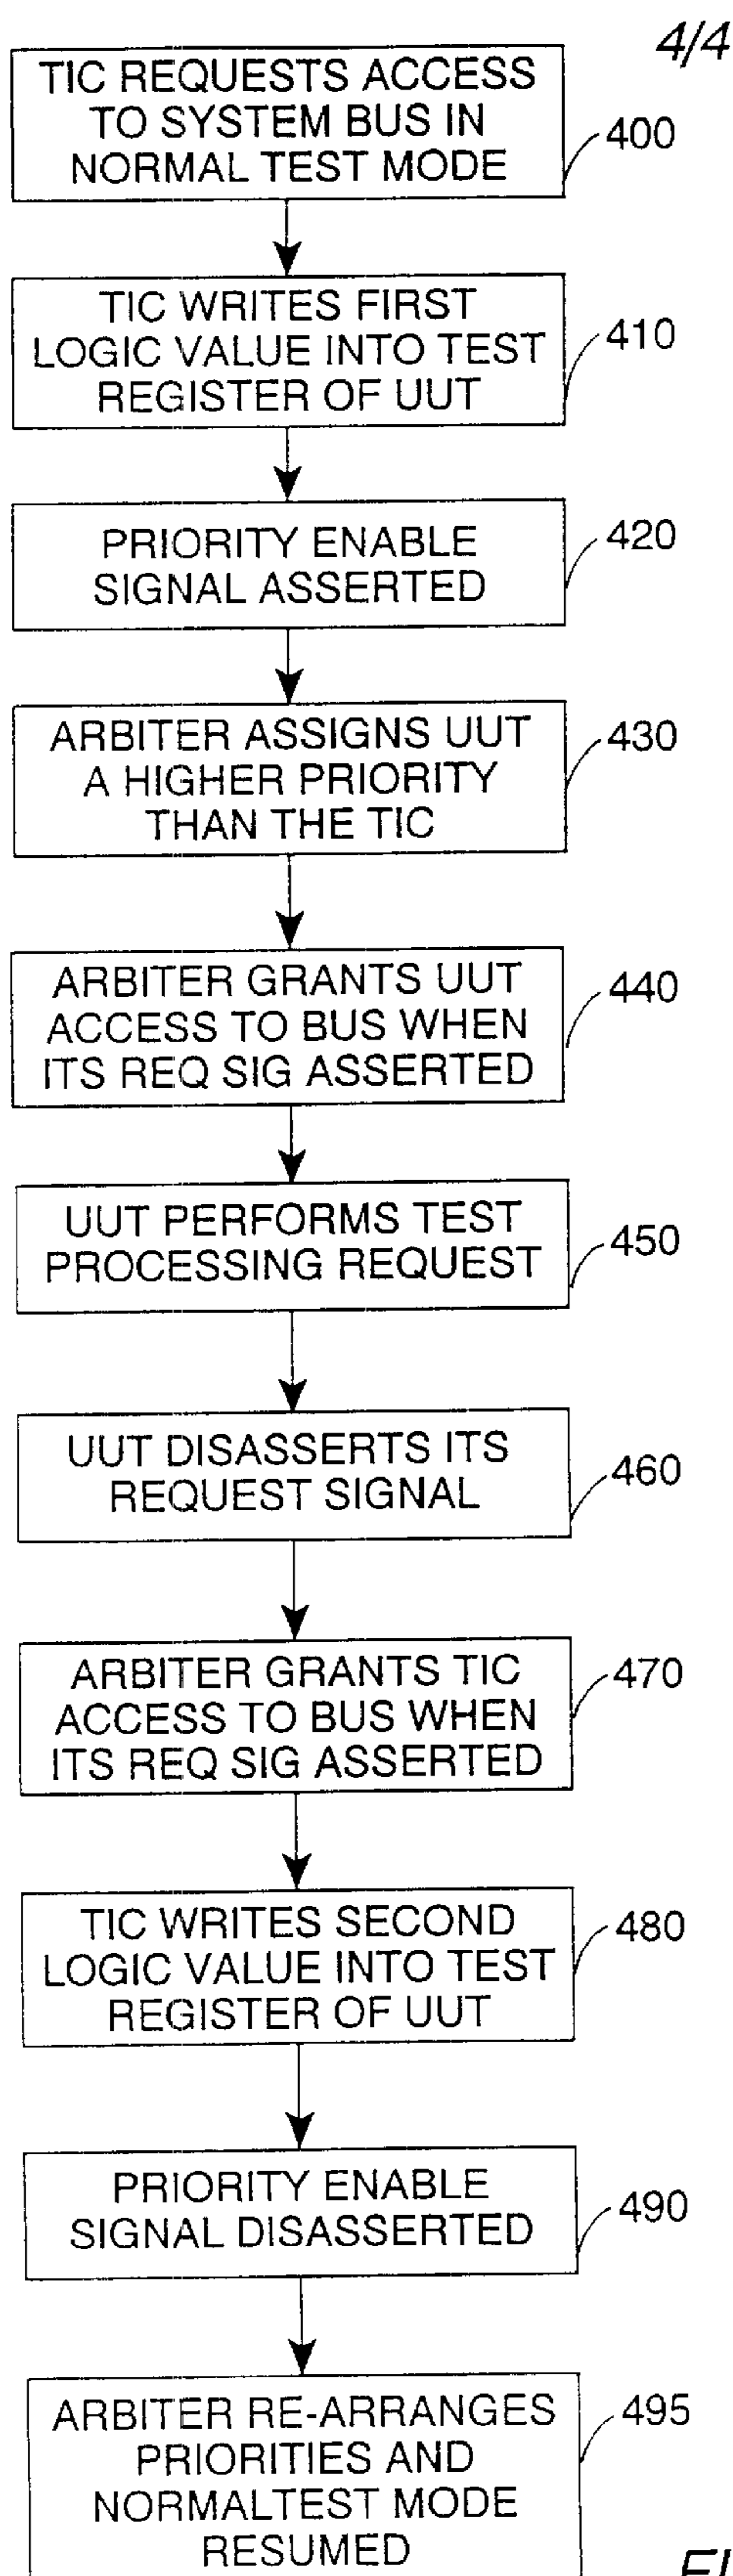 4/4
TIC REQUESTS ACCESS
TO SYSTEM BUS IN
NORMAL TEST MODE
400
TIC WRITES FIRST
LOGIC VALUE INTO TEST
REGISTER OF UUT
410
PRIORITY ENABLE
SIGNAL ASSERTED
420
ARBITER ASSIGNS UUT
A HIGHER PRIORITY
THAN THE TIC
430
ARBITER GRANTS UUT
ACCESS TO BUS WHEN
ITS REQ SIG ASSERTED
440
UUT PERFORMS TEST
PROCESSING REQUEST
450
UUT DISASSERTS ITS
REQUEST SIGNAL
460
ARBITER GRANTS TIC
ACCESS TO BUS WHEN
ITS REQ SIG ASSERTED
470
TIC WRITES SECOND
LOGIC VALUE INTO TEST
REGISTER OF UUT
480
PRIORITY ENABLE
SIGNAL DISASSERTED
490
ARBITER RE-ARRANGES
PRIORITIES AND
NORMALTEST MODE
RESUMED
495